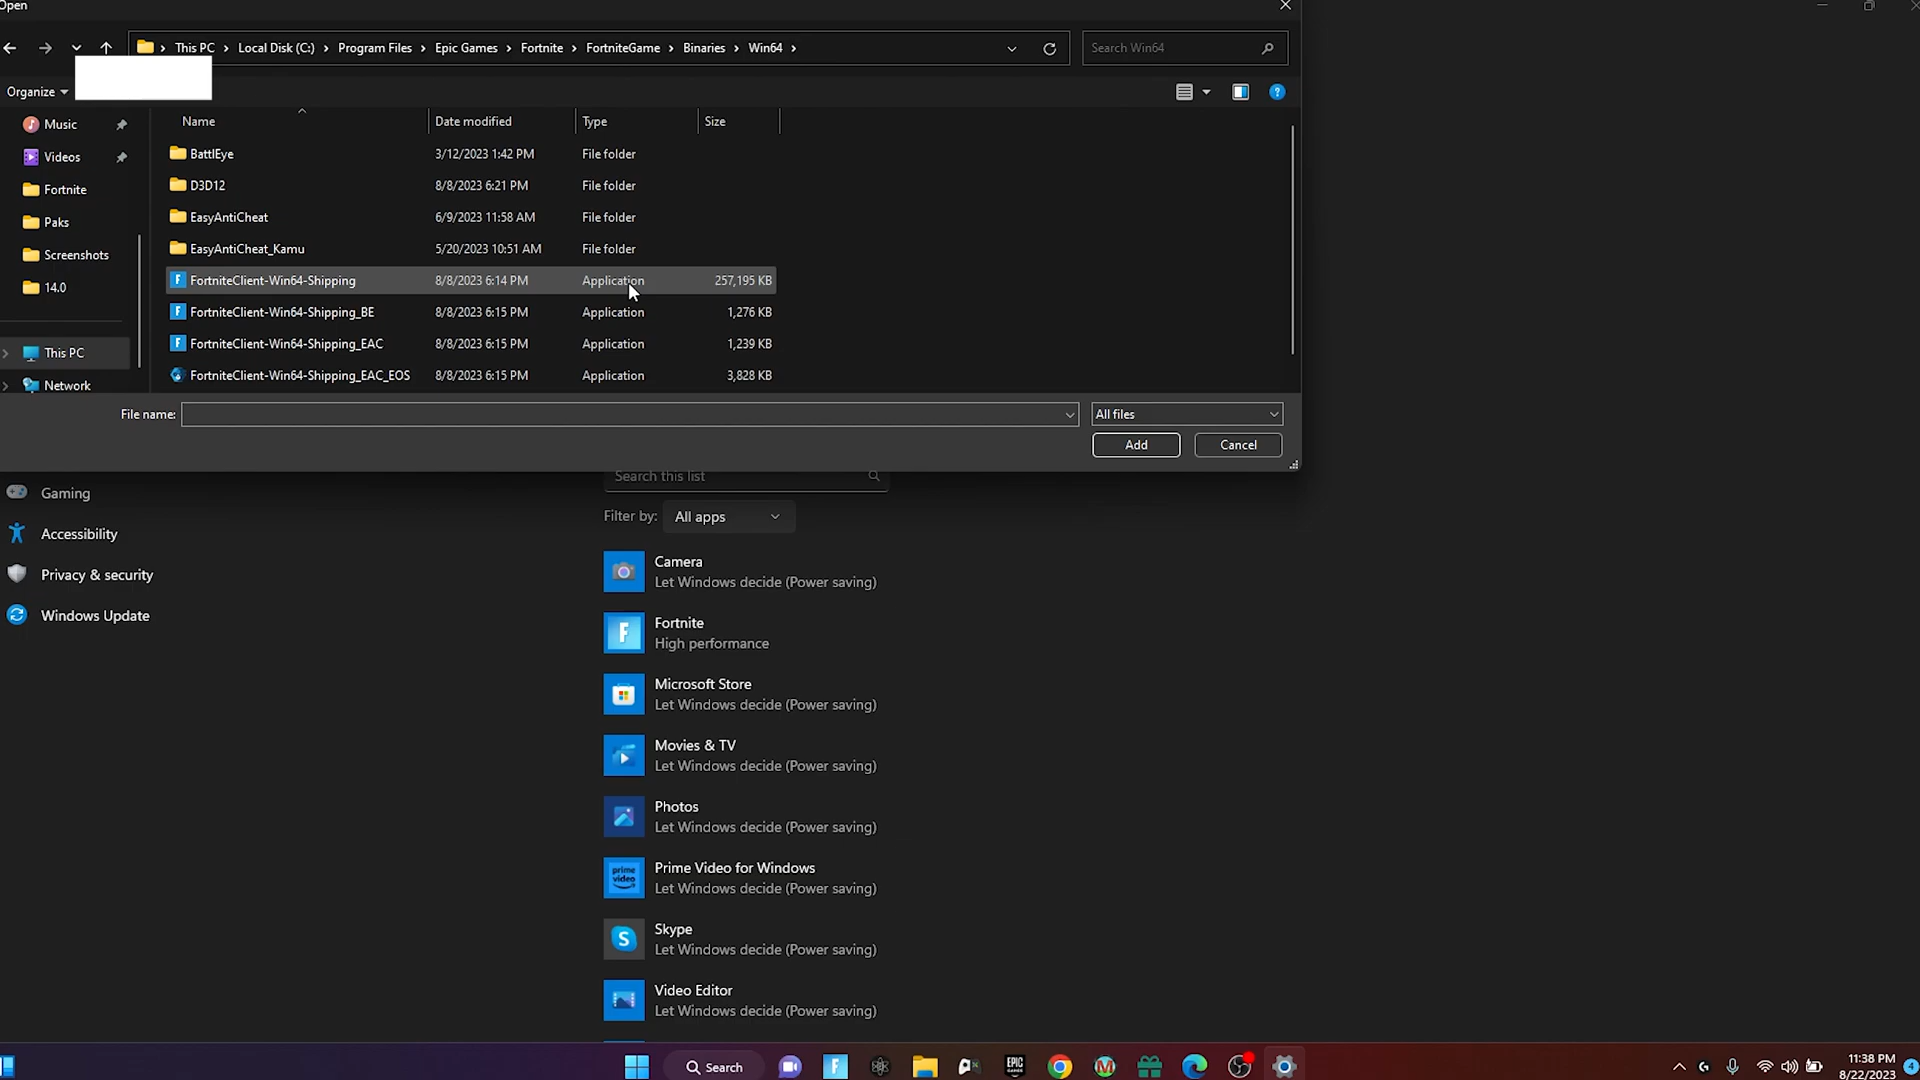 Open
This PC > Local Disk (C:) > Program Files > Epic Games > Fortnite > FortniteGame > Binaries > Win64 >
Search Win64
Organize
Music
Videos
Fortnite
Paks
Screenshots
14.0
This PC
Network
Name Date modified Type Size
BattlEye 3/12/2023 1:42 PM File folder
D3D12 8/8/2023 6:21 PM File folder
EasyAntiCheat 6/9/2023 11:58 AM File folder
EasyAntiCheat_Kamu 5/20/2023 10:51 AM File folder
FortniteClient-Win64-Shipping 8/8/2023 6:14 PM Application 257,195 KB
FortniteClient-Win64-Shipping_BE 8/8/2023 6:15 PM Application 1,276 KB
FortniteClient-Win64-Shipping_EAC 8/8/2023 6:15 PM Application 1,239 KB
FortniteClient-Win64-Shipping_EAC_EOS 8/8/2023 6:15 PM Application 3,828 KB
File name:
All files
Add Cancel
Gaming
Accessibility
Privacy & security
Windows Update
Search this list
Filter by: All apps
Camera
Let Windows decide (Power saving)
Fortnite
High performance
Microsoft Store
Let Windows decide (Power saving)
Movies & TV
Let Windows decide (Power saving)
Photos
Let Windows decide (Power saving)
prime
video
Prime Video for Windows
Let Windows decide (Power saving)
Skype
Let Windows decide (Power saving)
Video Editor
Let Windows decide (Power saving)
Search
EPIC
11:38 PM
8/22/2023
4